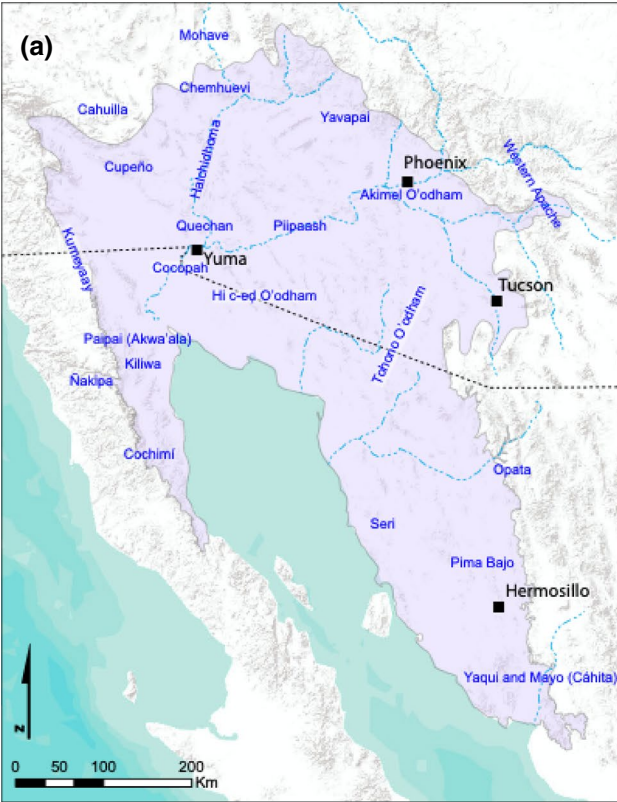 (a)
Mohave
Chemhuevi
Cahuilla
Yavapai
Halchidhoma
Western Apache
Phoenix
Cupeño
Akimel O'odham
Quechan
Piipaash
Kumeyaay
Yuma
Cocopah
Tucson
Hi c-ed O'odham
Tohono O'odham
Paipai (Akwa'ala)
Kiliwa
Ñakipa
Cochimí
Opata
Seri
Pima Bajo
Hermosillo
Yaqui and Mayo (Cáhita)
N
0 50 100 200
Km